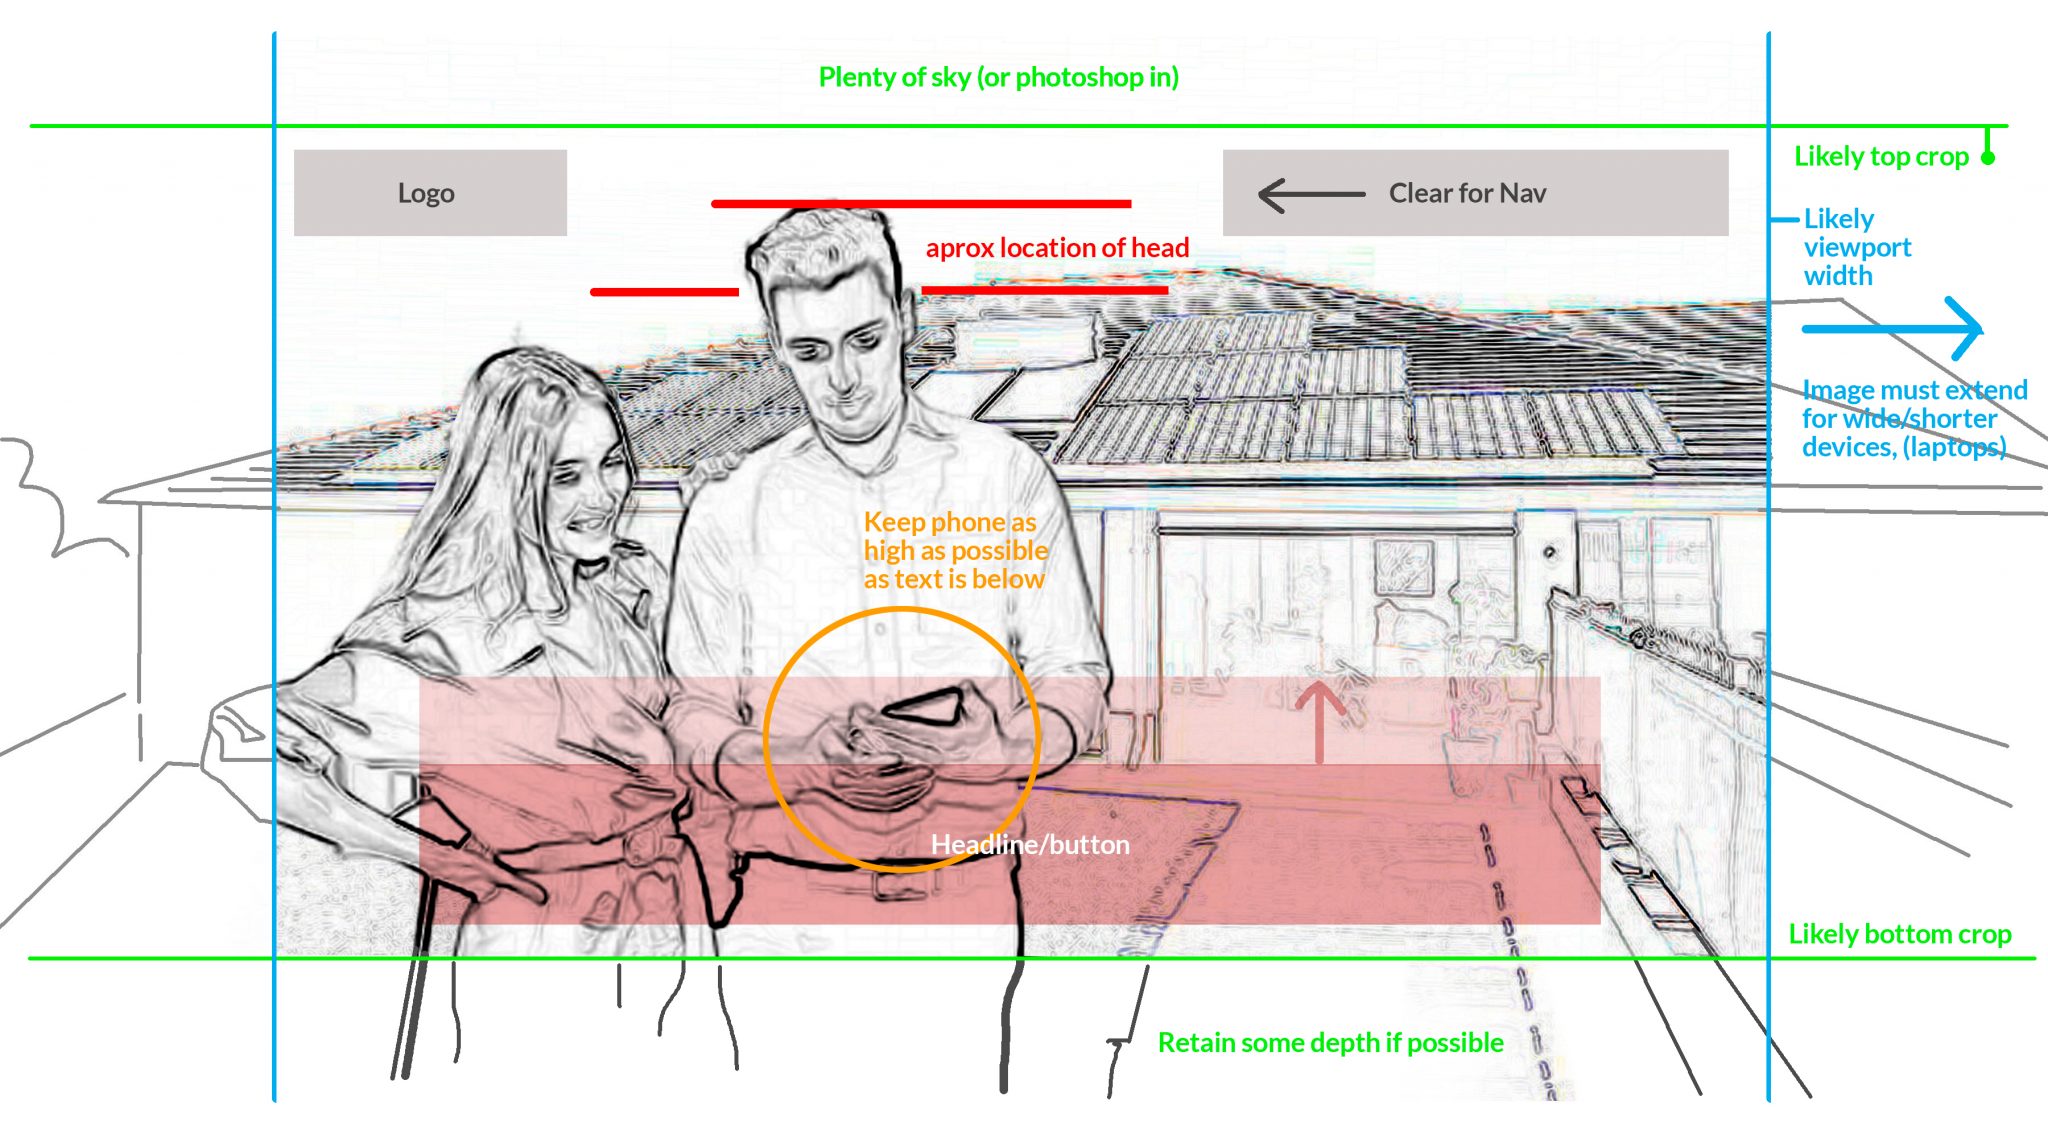 Plenty of sky (or photoshop in)
Likely top crop
Logo
Clear for Nav
Likely
viewport
width
aprox location of head
Image must extend
for wide/shorter
devices, (laptops)
Keep phone as
high as possible
as text is below
Headline/button
Likely bottom crop
Retain some depth if possible